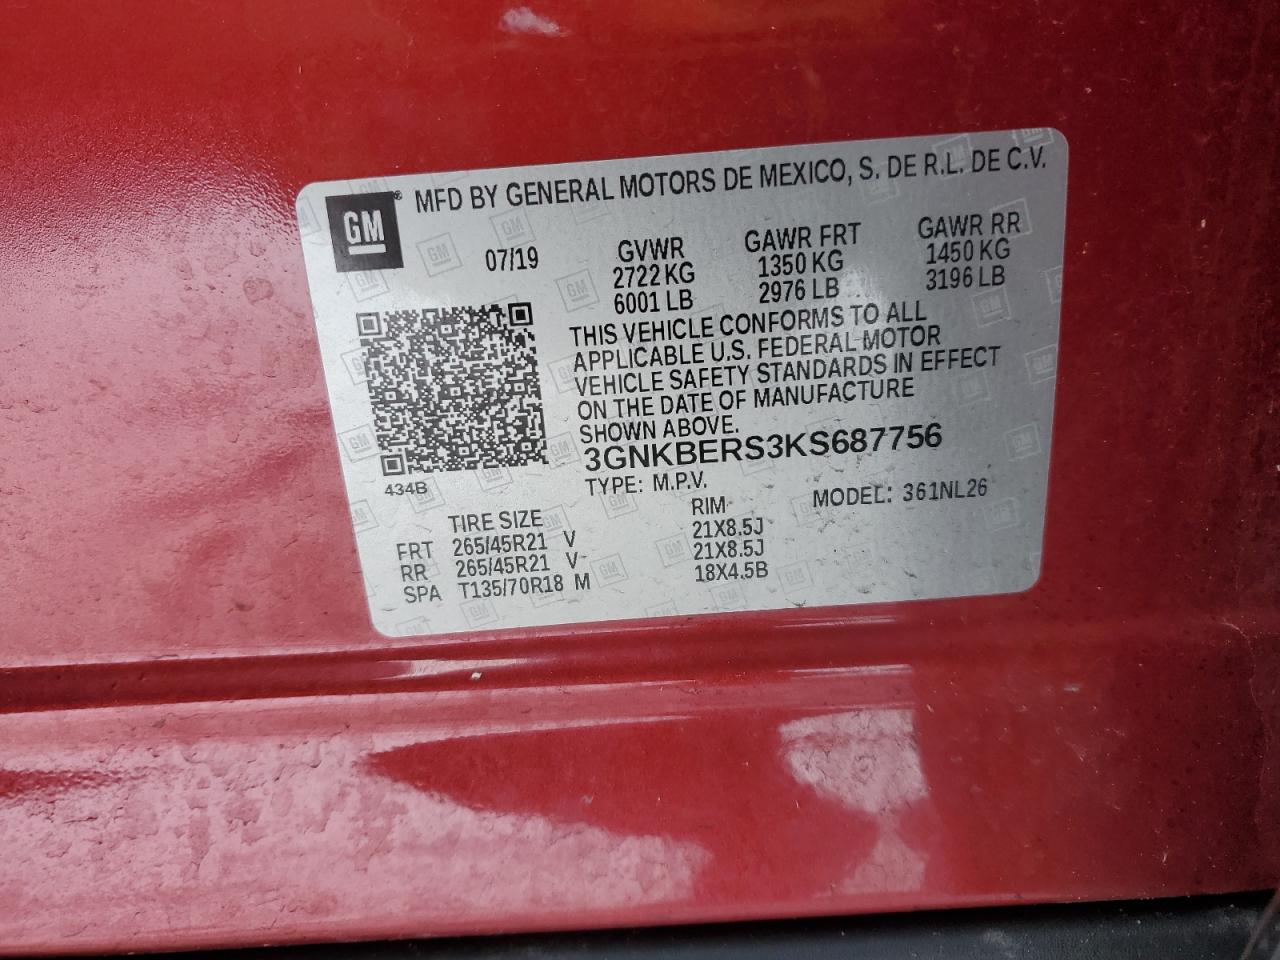 GM® MFD BY GENERAL MOTORS DE MEXICO, S. DE R.L. DE C.V.
07/19 GVWR GAWR FRT GAWR RR
2722 KG 1350 KG 1450 KG
6001 LB 2976 LB 3196 LB
THIS VEHICLE CONFORMS TO ALL
APPLICABLE U.S. FEDERAL MOTOR
VEHICLE SAFETY STANDARDS IN EFFECT
ON THE DATE OF MANUFACTURE
SHOWN ABOVE.
3GNKBERS3KS687756
434B
TYPE: M.P.V. MODEL: 361NL26
TIRE SIZE RIM
FRT 265/45R21 V 21X8.5J
RR 265/45R21 V 21X8.5J
SPA T135/70R18 M 18X4.5B